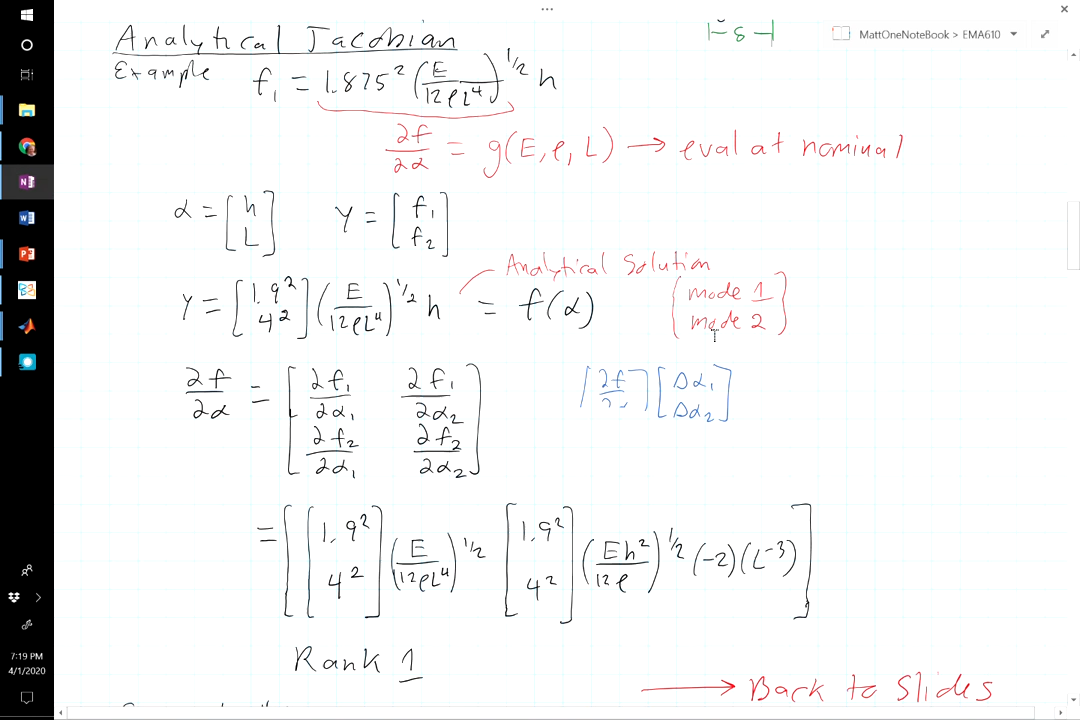 MattOneNoteBook > EMA610
Analytical Jacobian
Example f₁ = 1.875² (E / 12ρL⁴)^1/2 h
∂f/∂α = g(E, ρ, L) → eval at nominal
α = [h L] Y = [f₁ f₂]
Analytical Solution
Y = [1.9² 4²] (E / 12ρL⁴)^1/2 h = f(α) [mode 1 mode 2]
∂f/∂α = [∂f₁/∂α₁ ∂f₁/∂α₂ ∂f₂/∂α₁ ∂f₂/∂α₂] [∂f/∂] [Δα₁ Δα₂]
= [[1.9² 4²] (E / 12ρL⁴)^1/2 [1.9² 4²] (Eh² / 12ρ)^1/2 (-2)(L⁻³)]
Rank 1
→ Back to Slides
7:19 PM
4/1/2020